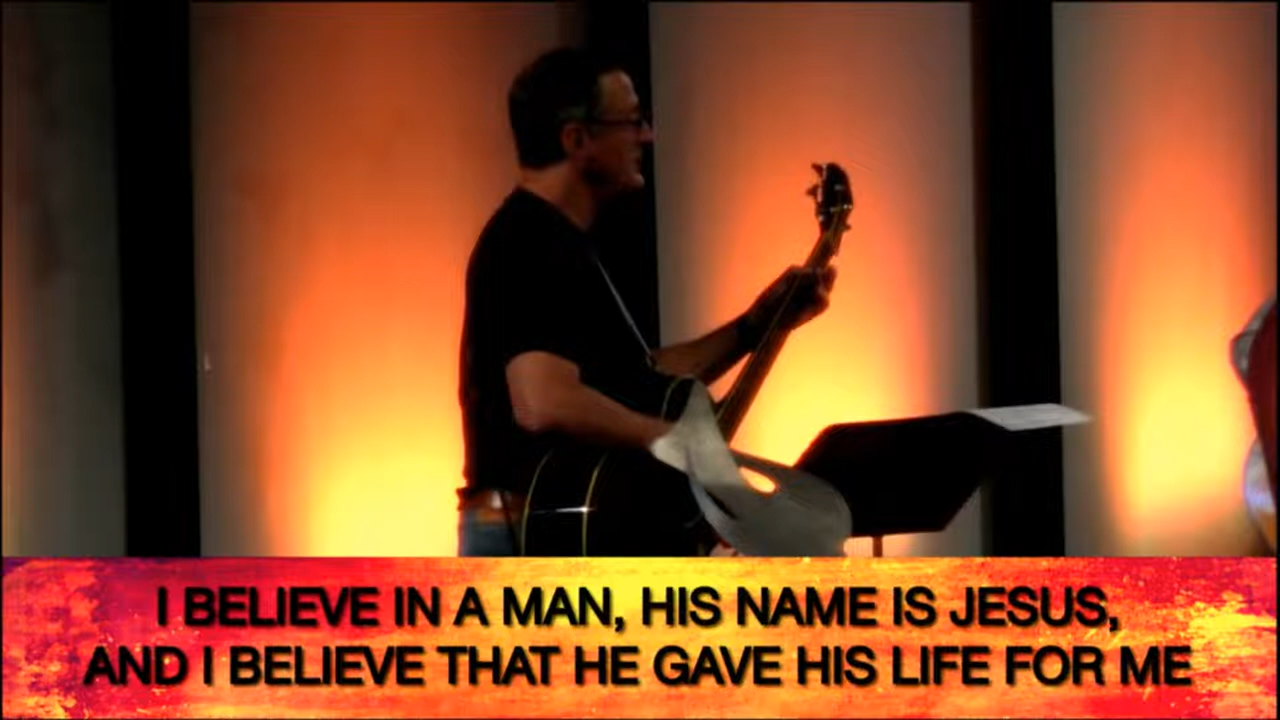 I BELIEVE IN A MAN, HIS NAME IS JESUS,
AND I BELIEVE THAT HE GAVE HIS LIFE FOR ME